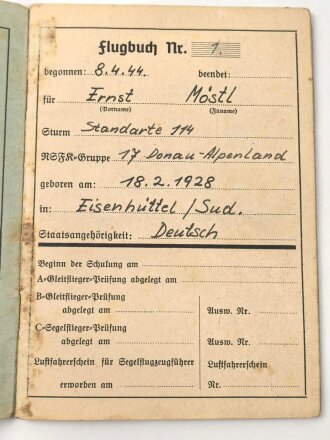 Flugbuch Nr. 1.
begonnen: 8.4.44. beendet:
für Ernst Möstl
(Vorname) (Zuname)
Sturm Standarte 114
NSFK-Gruppe 17 Donau-Alpenland
geboren am: 18.2.1928
in: Eisenhüttel/Sud.
Staatsangehörigkeit: Deutsch
Beginn der Schulung am
A-Gleitflieger-Prüfung abgelegt am
B-Gleitflieger-Prüfung
abgelegt am Ausw. Nr.
C-Segelflieger-Prüfung
abgelegt am Ausw. Nr.
Luftfahrerschein für Segelflugzeugführer Luftfahrerschein
erworben am Nr.